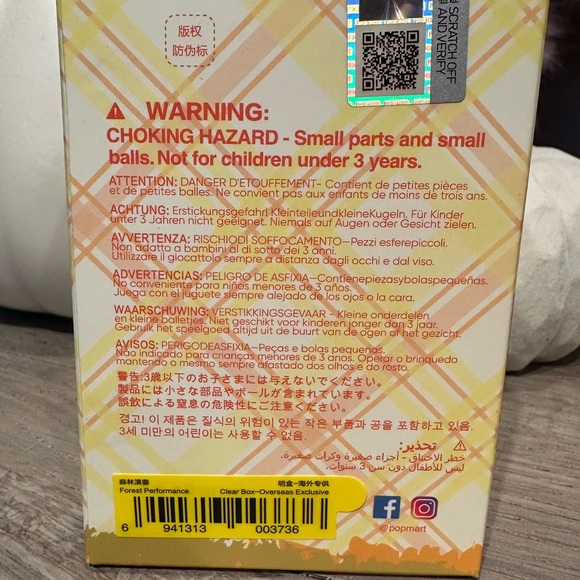 版权
防伪标
SCRATCH OFF
AND VERIFY
WARNING:
CHOKING HAZARD - Small parts and small
balls. Not for children under 3 years.
ATTENTION: DANGER D'ETOUFFEMENT- Contient de petites pièces
et de petites balles. Ne convient pas aux enfants de moins de trois ans.
ACHTUNG: Erstickungsgefahr! KleinteileundkleineKugeln. Für Kinder
unter 3 Jahren nicht geeignet. Niemals auf Augen oder Gesicht zielen.
AVVERTENZA: RISCHIODI SOFFOCAMENTO-Pezzi esferepiccoli.
Non adatto a bambini al di sotto dei 3 anni.
Utilizzare il giocattolo sempre a distanza dagli occhi e dal viso.
ADVERTENCIAS: PELIGRO DE ASFIXIA-Contienepiezasybolaspequeñas.
No conveniente para niños menores de 3 años.
Juega con el juguete siempre alejado de los ojos o la cara.
WAARSCHUWING: VERSTIKKINGSGEVAAR - Kleine onderdelen
en kleine balletjes. Niet geschikt voor kinderen jonger dan 3 jaar.
Gebruik het speelgoed altijd uit de buurt van de ogen of het gezicht.
AVISOS: PERIGODEASFIXIA-Peças e bolas pequenas.
Não indicado para crianças menores de 3 años. Operar o brinquedo
mantendo o mesmo sempre afastado dos olhos e do rosto.
警告:3歳以下のお子さまには与えないでください。
製品には小さな部品やボールが含まれています。
誤飲による窒息の危険性にご注意ください。
경고! 이 제품은 질식의 위험이 있는 작은 부품과 공을 포함하고 있음.
3세 미만의 어린이는 사용할 수 없음.
تحذير:
خطر الاختناق - أجزاء صغيرة وكرات صغيرة.
ليس للأطفال دون سن 3 سنوات.
森林演奏 明盒-海外专供
Forest Performance Clear Box-Overseas Exclusive
6 941313 003736
@popmart